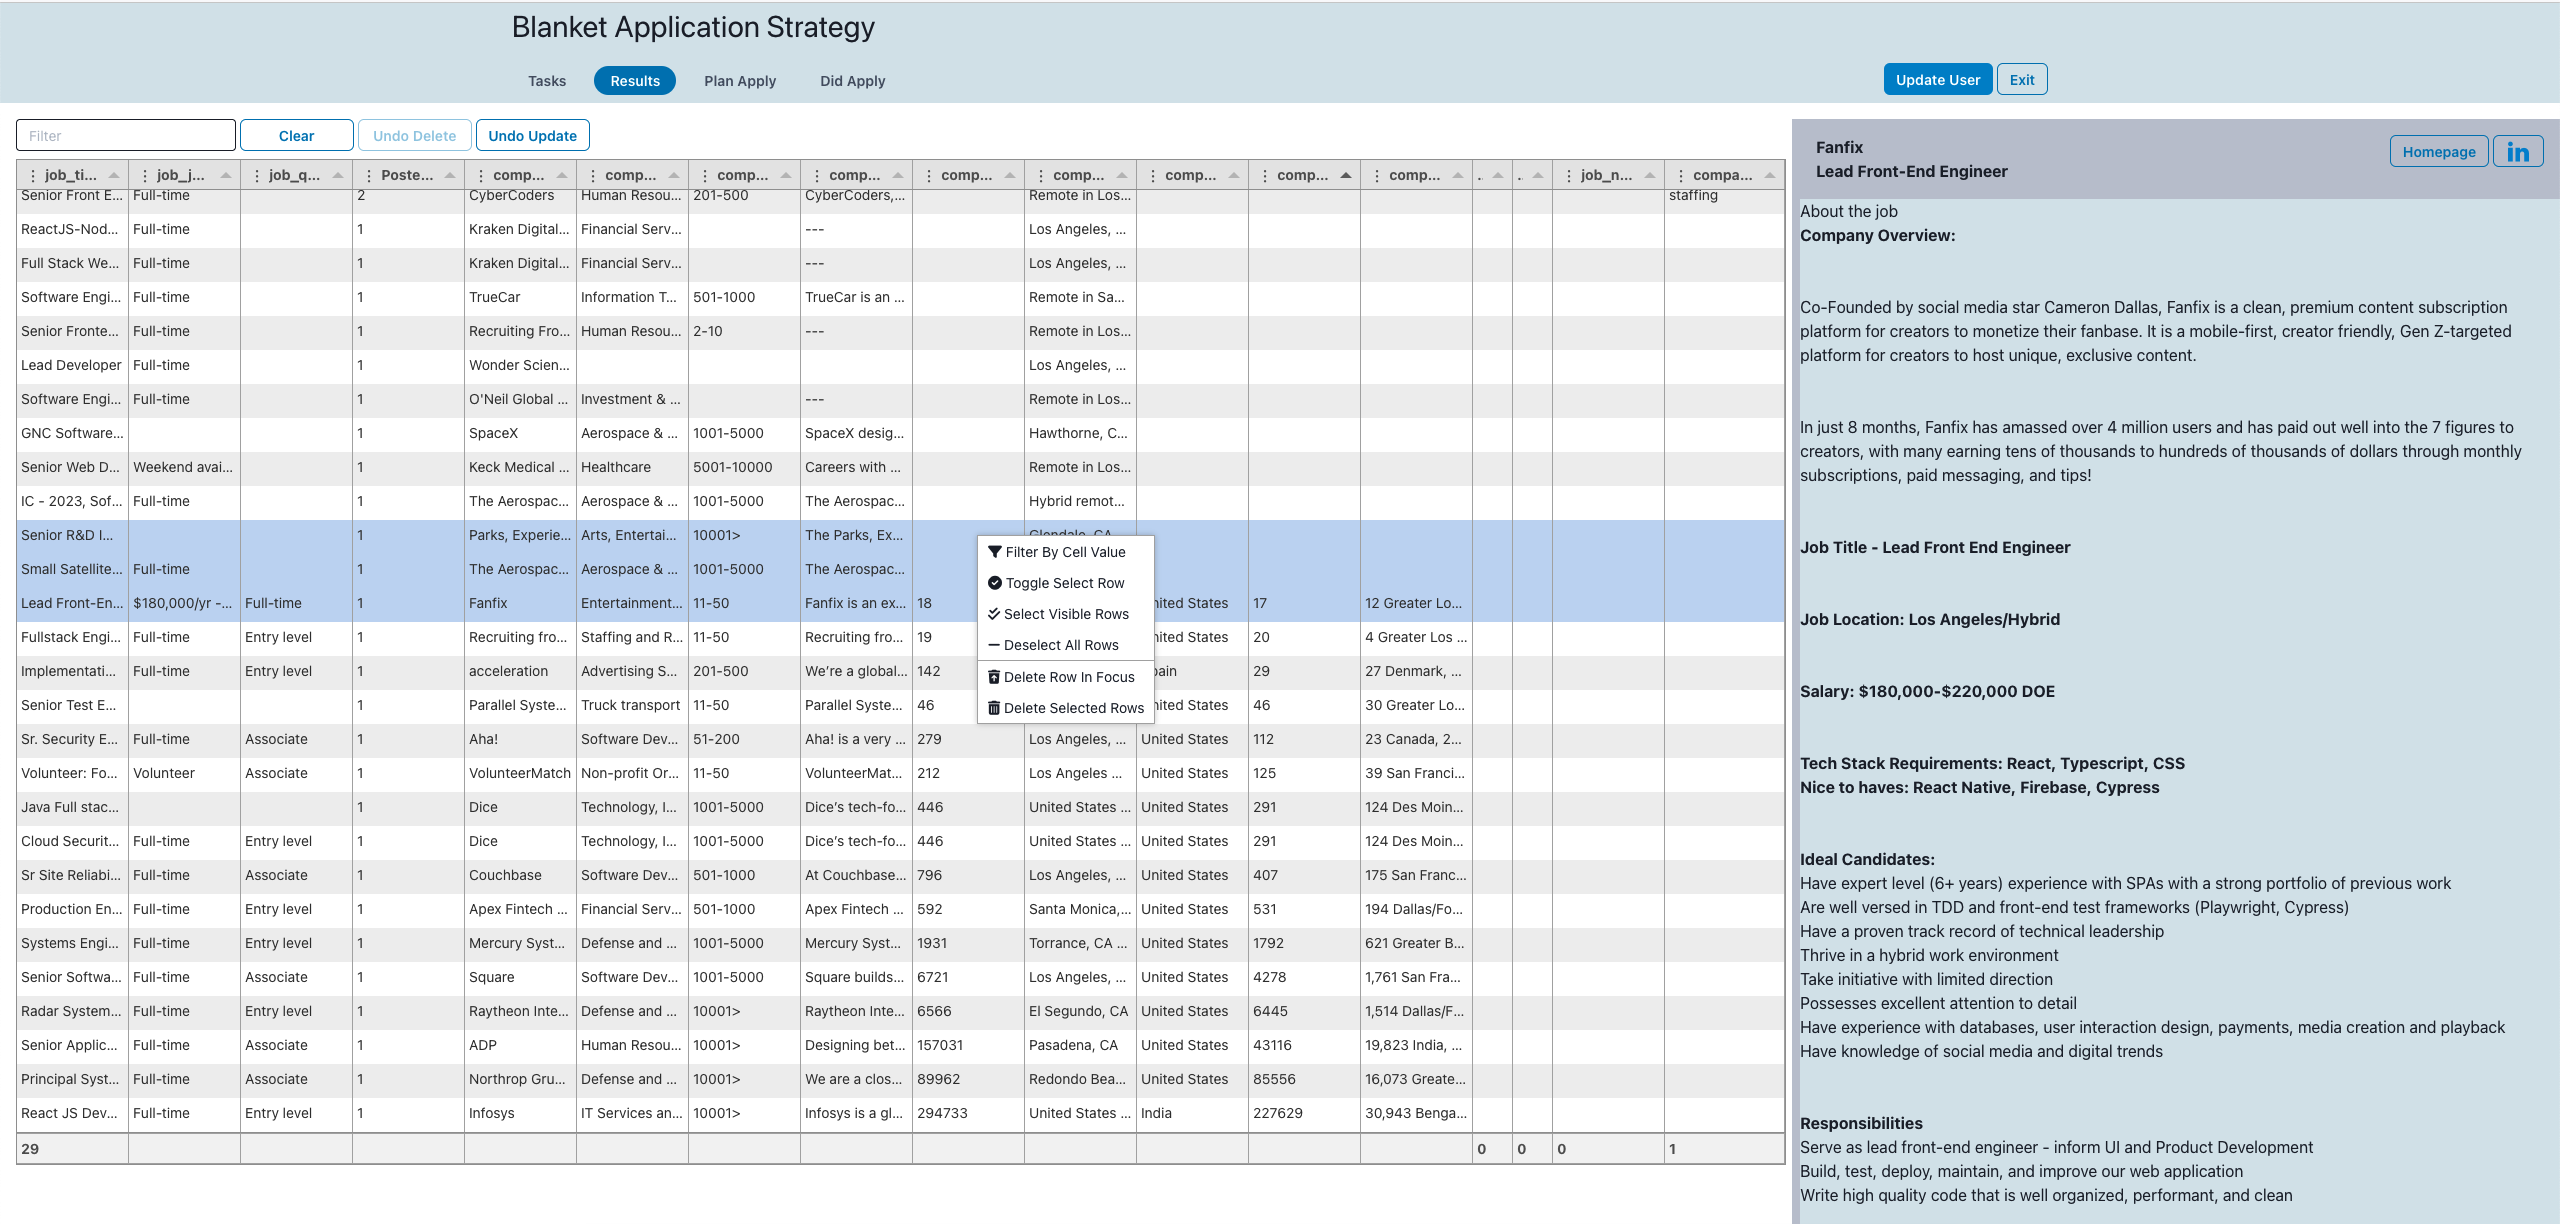 Blanket Application Strategy
Tasks Results Plan Apply Did Apply Update User Exit
Filter Clear Undo Delete Undo Update
job_ti... job_j... job_q... Poste... comp... comp... comp... comp... comp... comp... comp... comp... comp... .. .. job_n... compa...
Senior Front E... Full-time 2 CyberCoders Human Resou... 201-500 CyberCoders,... Remote in Los... staffing
ReactJS-Nod... Full-time 1 Kraken Digital... Financial Serv... --- Los Angeles, ...
Full Stack We... Full-time 1 Kraken Digital... Financial Serv... --- Los Angeles, ...
Software Engi... Full-time 1 TrueCar Information T... 501-1000 TrueCar is an ... Remote in Sa...
Senior Fronte... Full-time 1 Recruiting Fro... Human Resou... 2-10 --- Remote in Los...
Lead Developer Full-time 1 Wonder Scien... Los Angeles, ...
Software Engi... Full-time 1 O'Neil Global ... Investment & ... --- Remote in Los...
GNC Software... 1 SpaceX Aerospace & ... 1001-5000 SpaceX desig... Hawthorne, C...
Senior Web D... Weekend avai... 1 Keck Medical ... Healthcare 5001-10000 Careers with ... Remote in Los...
IC - 2023, Sof... Full-time 1 The Aerospac... Aerospace & ... 1001-5000 The Aerospac... Hybrid remot...
Senior R&D I... 1 Parks, Experie... Arts, Entertai... 10001> The Parks, Ex... Glendale, CA
Small Satellite... Full-time 1 The Aerospac... Aerospace & ... 1001-5000 The Aerospac...
Lead Front-En... $180,000/yr -... Full-time 1 Fanfix Entertainment... 11-50 Fanfix is an ex... 18 nited States 17 12 Greater Lo...
Fullstack Engi... Full-time Entry level 1 Recruiting fro... Staffing and R... 11-50 Recruiting fro... 19 nited States 20 4 Greater Los ...
Implementati... Full-time Entry level 1 acceleration Advertising S... 201-500 We're a global... 142 pain 29 27 Denmark, ...
Senior Test E... 1 Parallel Syste... Truck transport 11-50 Parallel Syste... 46 nited States 46 30 Greater Lo...
Sr. Security E... Full-time Associate 1 Aha! Software Dev... 51-200 Aha! is a very ... 279 Los Angeles, ... United States 112 23 Canada, 2...
Volunteer: Fo... Volunteer Associate 1 VolunteerMatch Non-profit Or... 11-50 VolunteerMat... 212 Los Angeles ... United States 125 39 San Franci...
Java Full stac... 1 Dice Technology, I... 1001-5000 Dice's tech-fo... 446 United States ... United States 291 124 Des Moin...
Cloud Securit... Full-time Entry level 1 Dice Technology, I... 1001-5000 Dice's tech-fo... 446 United States ... United States 291 124 Des Moin...
Sr Site Reliabi... Full-time Associate 1 Couchbase Software Dev... 501-1000 At Couchbase... 796 Los Angeles, ... United States 407 175 San Franc...
Production En... Full-time Entry level 1 Apex Fintech ... Financial Serv... 501-1000 Apex Fintech ... 592 Santa Monica,... United States 531 194 Dallas/Fo...
Systems Engi... Full-time Entry level 1 Mercury Syst... Defense and ... 1001-5000 Mercury Syst... 1931 Torrance, CA ... United States 1792 621 Greater B...
Senior Softwa... Full-time Associate 1 Square Software Dev... 1001-5000 Square builds... 6721 Los Angeles, ... United States 4278 1,761 San Fra...
Radar System... Full-time Entry level 1 Raytheon Inte... Defense and ... 10001> Raytheon Inte... 6566 El Segundo, CA United States 6445 1,514 Dallas/F...
Senior Applic... Full-time Associate 1 ADP Human Resou... 10001> Designing bet... 157031 Pasadena, CA United States 43116 19,823 India, ...
Principal Syst... Full-time Associate 1 Northrop Gru... Defense and ... 10001> We are a clos... 89962 Redondo Bea... United States 85556 16,073 Greate...
React JS Dev... Full-time Entry level 1 Infosys IT Services an... 10001> Infosys is a gl... 294733 United States ... India 227629 30,943 Benga...
29 0 0 0 1
Filter By Cell Value
Toggle Select Row
Select Visible Rows
Deselect All Rows
Delete Row In Focus
Delete Selected Rows
Fanfix
Lead Front-End Engineer
Homepage in
About the job
Company Overview:
Co-Founded by social media star Cameron Dallas, Fanfix is a clean, premium content subscription
platform for creators to monetize their fanbase. It is a mobile-first, creator friendly, Gen Z-targeted
platform for creators to host unique, exclusive content.
In just 8 months, Fanfix has amassed over 4 million users and has paid out well into the 7 figures to
creators, with many earning tens of thousands to hundreds of thousands of dollars through monthly
subscriptions, paid messaging, and tips!
Job Title - Lead Front End Engineer
Job Location: Los Angeles/Hybrid
Salary: $180,000-$220,000 DOE
Tech Stack Requirements: React, Typescript, CSS
Nice to haves: React Native, Firebase, Cypress
Ideal Candidates:
Have expert level (6+ years) experience with SPAs with a strong portfolio of previous work
Are well versed in TDD and front-end test frameworks (Playwright, Cypress)
Have a proven track record of technical leadership
Thrive in a hybrid work environment
Take initiative with limited direction
Possesses excellent attention to detail
Have experience with databases, user interaction design, payments, media creation and playback
Have knowledge of social media and digital trends
Responsibilities
Serve as lead front-end engineer - inform UI and Product Development
Build, test, deploy, maintain, and improve our web application
Write high quality code that is well organized, performant, and clean